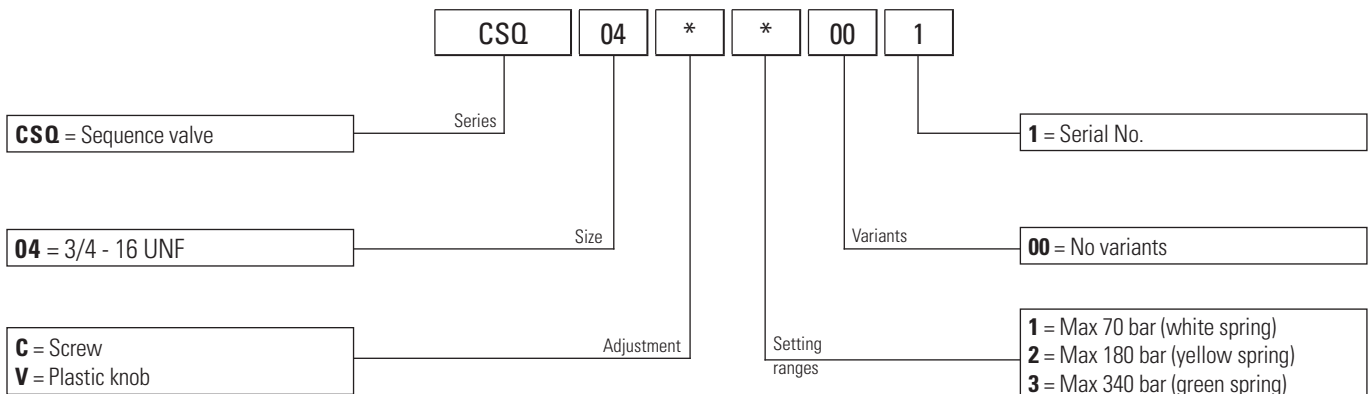 CSQ 04 * * 00 1
CSQ = Sequence valve
Series
1 = Serial No.
04 = 3/4 - 16 UNF
Size
Variants
00 = No variants
C = Screw
V = Plastic knob
Adjustment
Setting
ranges
1 = Max 70 bar (white spring)
2 = Max 180 bar (yellow spring)
3 = Max 340 bar (green spring)